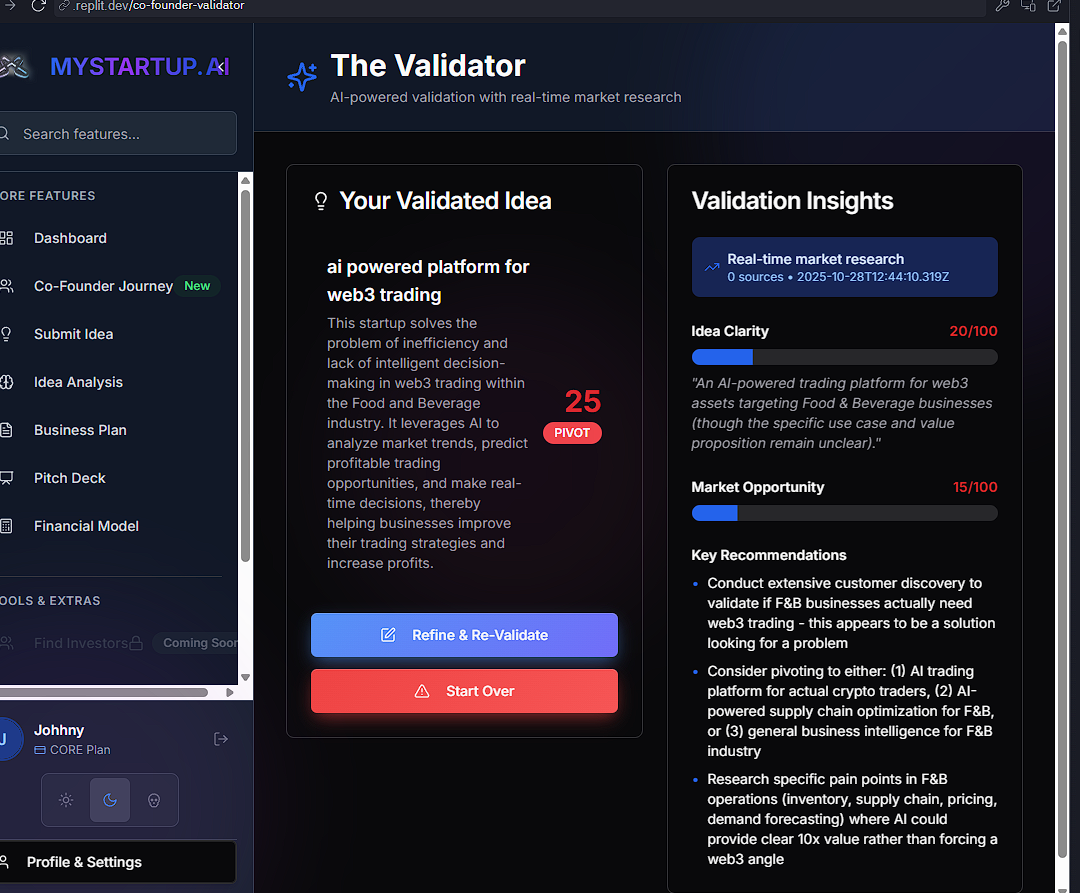 .replit.dev/co-founder-validator
MYSTARTUP.AI
Search features...
ORE FEATURES
Dashboard
Co-Founder Journey New
Submit Idea
Idea Analysis
Business Plan
Pitch Deck
Financial Model
OOLS & EXTRAS
Find Investors Coming Soon
J
Johhny
CORE Plan
Profile & Settings
The Validator
AI-powered validation with real-time market research
Your Validated Idea
ai powered platform for
web3 trading
This startup solves the
problem of inefficiency and
lack of intelligent decision-
making in web3 trading within
the Food and Beverage
industry. It leverages AI to
analyze market trends, predict
profitable trading
opportunities, and make real-
time decisions, thereby
helping businesses improve
their trading strategies and
increase profits.
25
PIVOT
Refine & Re-Validate
Start Over
Validation Insights
Real-time market research
0 sources • 2025-10-28T12:44:10.319Z
Idea Clarity 20/100
"An AI-powered trading platform for web3
assets targeting Food & Beverage businesses
(though the specific use case and value
proposition remain unclear)."
Market Opportunity 15/100
Key Recommendations
• Conduct extensive customer discovery to
validate if F&B businesses actually need
web3 trading - this appears to be a solution
looking for a problem
• Consider pivoting to either: (1) AI trading
platform for actual crypto traders, (2) AI-
powered supply chain optimization for F&B,
or (3) general business intelligence for F&B
industry
• Research specific pain points in F&B
operations (inventory, supply chain, pricing,
demand forecasting) where AI could
provide clear 10x value rather than forcing a
web3 angle